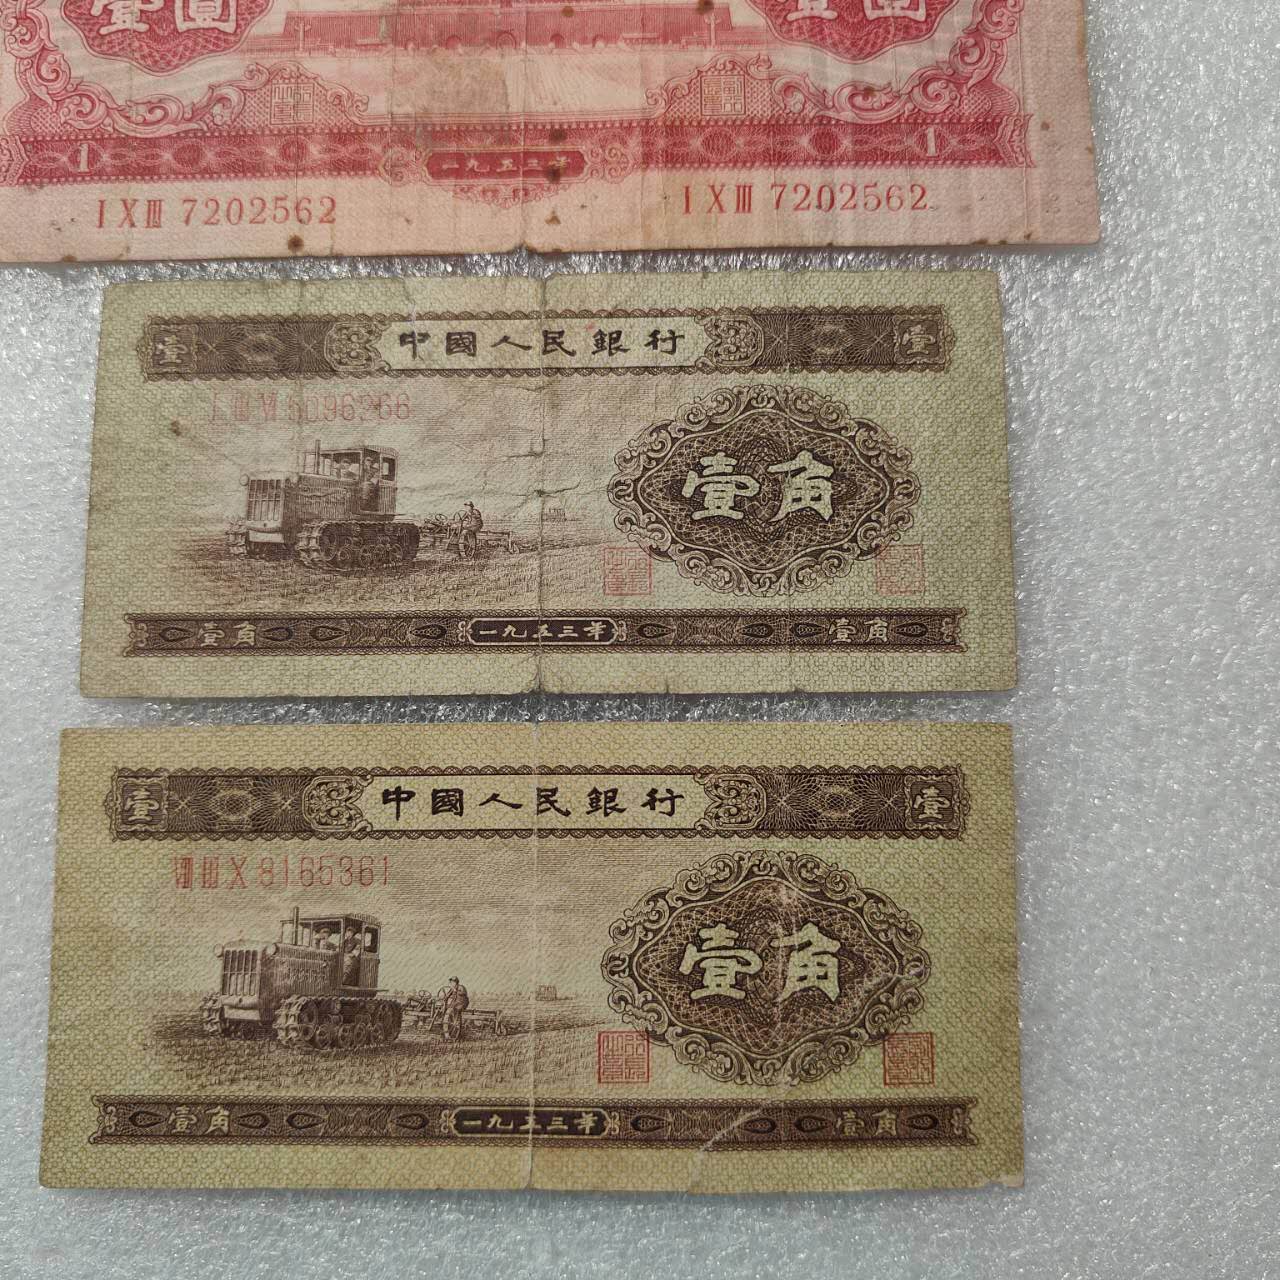 壹圓 壹圓
1 一九五三年 1
I X III 7202562 I X III 7202562
壹 中國人民銀行 壹
5096266
壹角
壹角 一九五三年 壹角
壹 中國人民銀行 壹
VIII III X 8165361
壹角
壹角 一九五三年 壹角